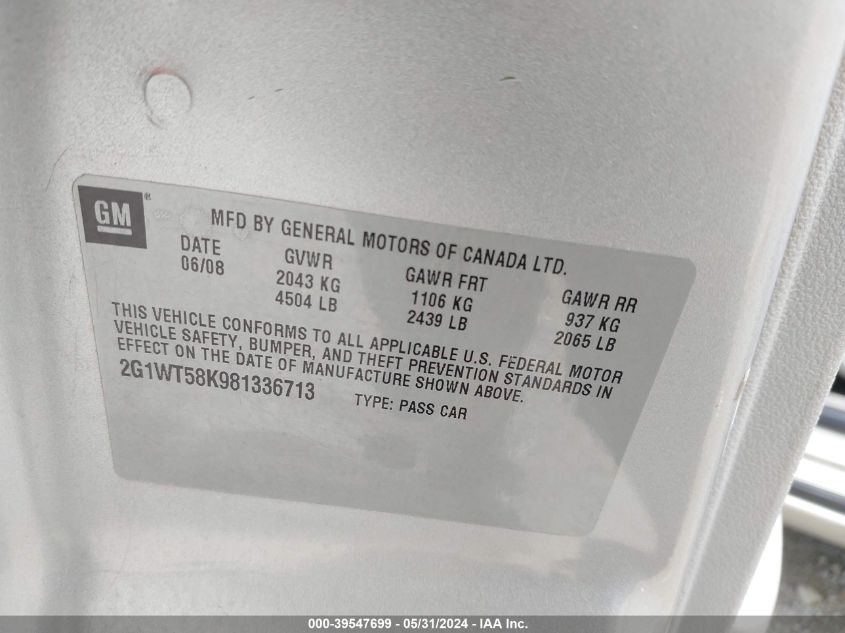 GM ®
MFD BY GENERAL MOTORS OF CANADA LTD.
DATE GVWR GAWR FRT GAWR RR
06/08 2043 KG 1106 KG 937 KG
4504 LB 2439 LB 2065 LB
THIS VEHICLE CONFORMS TO ALL APPLICABLE U.S. FEDERAL MOTOR
VEHICLE SAFETY, BUMPER, AND THEFT PREVENTION STANDARDS IN
EFFECT ON THE DATE OF MANUFACTURE SHOWN ABOVE.
2G1WT58K981336713 TYPE: PASS CAR
000-39547699 - 05/31/2024 - IAA Inc.